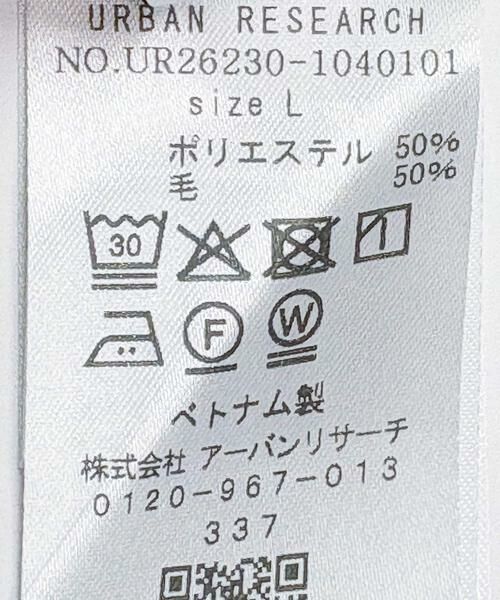 URBAN RESEARCH
NO.UR26230-1040101
size L
ポリエステル 50%
毛 50%
30
F W
ベトナム製
株式会社 アーバンリサーチ
0120-967-013
337